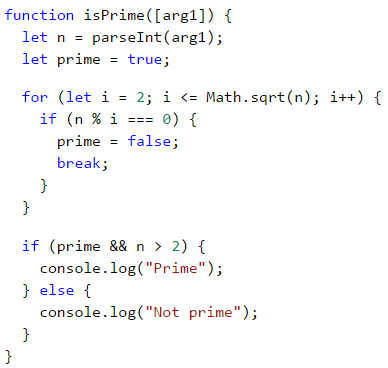 function isPrime([arg1]) {
  let n = parseInt(arg1);
  let prime = true;

  for (let i = 2; i <= Math.sqrt(n); i++) {
    if (n % i === 0) {
      prime = false;
      break;
    }
  }

  if (prime && n > 2) {
    console.log("Prime");
  } else {
    console.log("Not prime");
  }
}